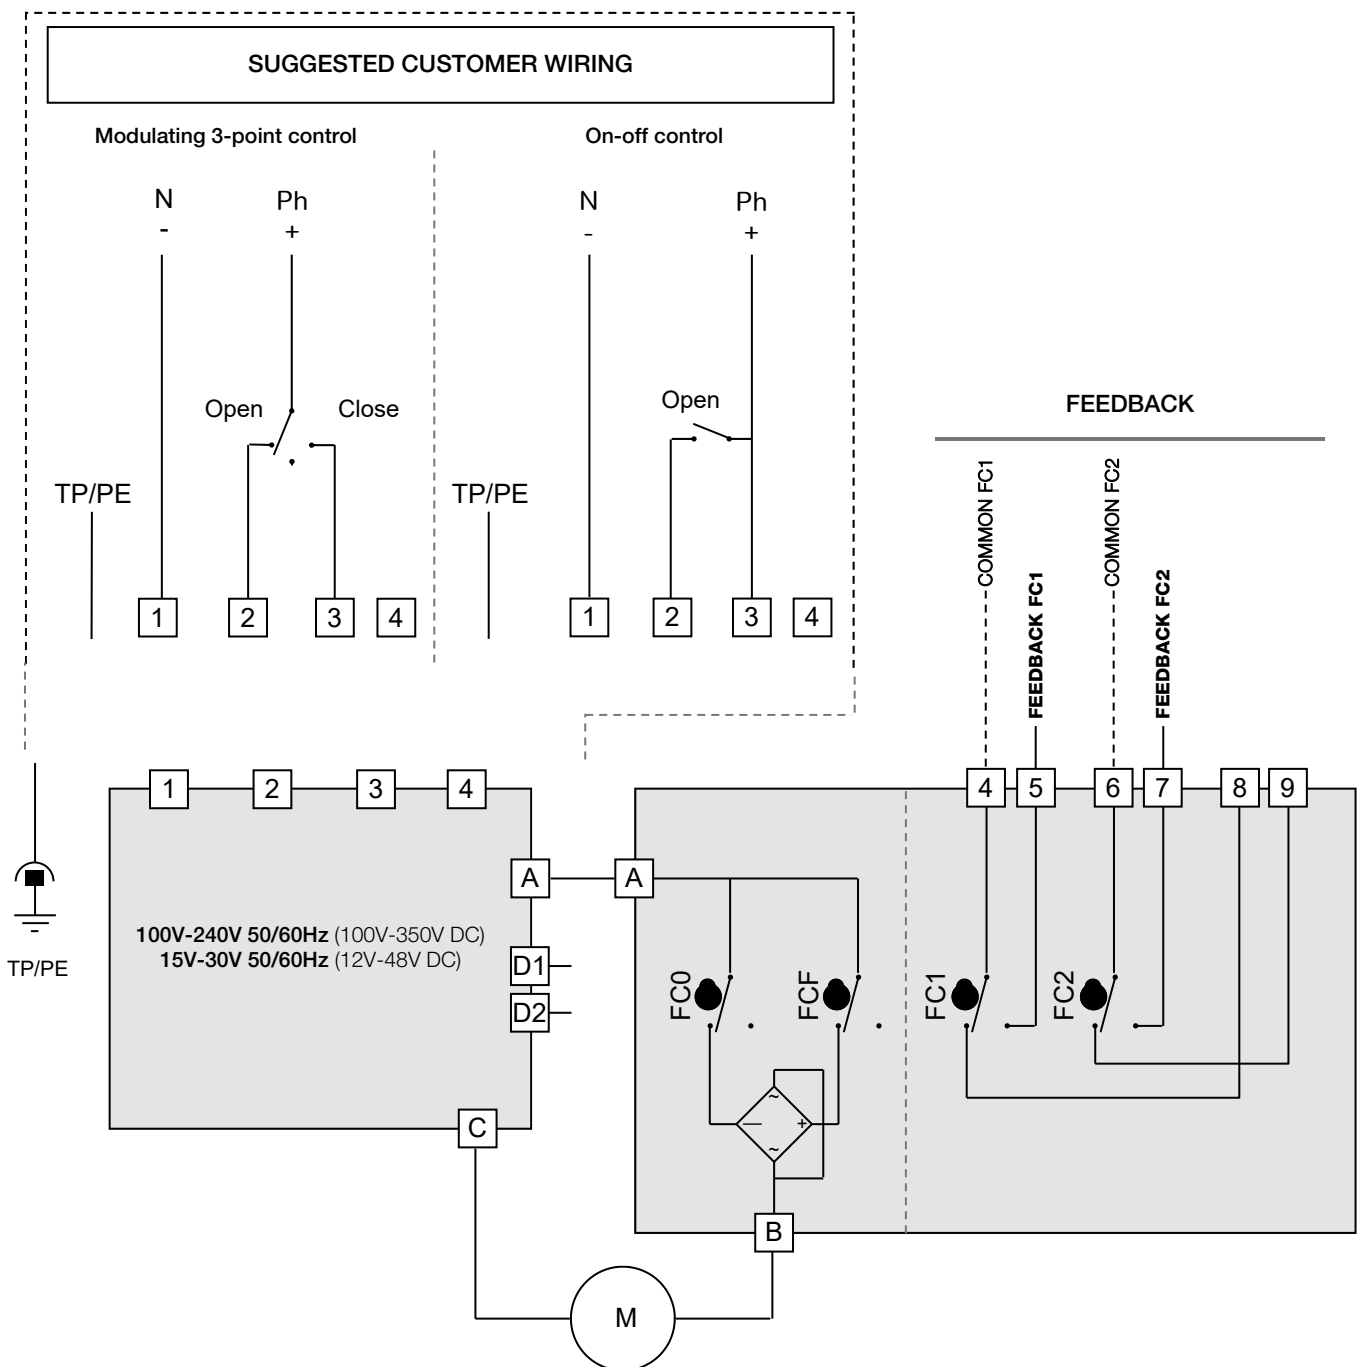 SUGGESTED CUSTOMER WIRING
Modulating 3-point control
On-off control
N
Ph
N
Ph
-
+
-
+
Open
Close
Open
TP/PE
TP/PE
1
2
3
4
1
2
3
4
FEEDBACK
COMMON FC1
FEEDBACK FC1
COMMON FC2
FEEDBACK FC2
1
2
3
4
4
5
6
7
8
9
A
A
100V-240V 50/60Hz (100V-350V DC)
15V-30V 50/60Hz (12V-48V DC)
TP/PE
D1
D2
FC0
FCF
FC1
FC2
~
—
+
~
C
B
M